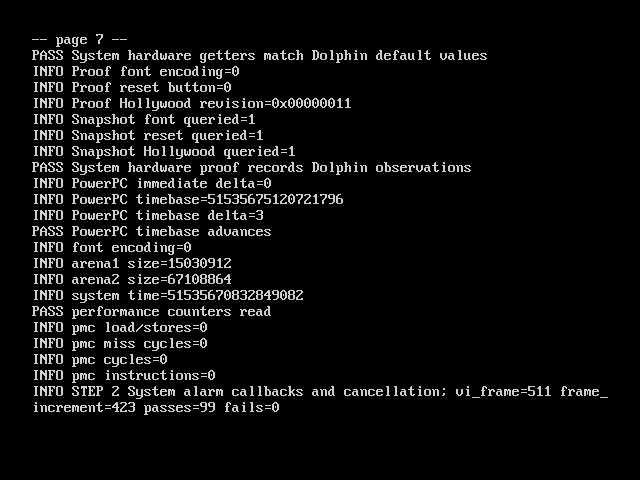 -- page 7 --
PASS System hardware getters match Dolphin default values
INFO Proof font encoding=0
INFO Proof reset button=0
INFO Proof Hollywood revision=0x00000011
INFO Snapshot font queried=1
INFO Snapshot reset queried=1
INFO Snapshot Hollywood queried=1
PASS System hardware proof records Dolphin observations
INFO PowerPC immediate delta=0
INFO PowerPC timebase=51535675120721796
INFO PowerPC timebase delta=3
PASS PowerPC timebase advances
INFO font encoding=0
INFO arena1 size=15030912
INFO arena2 size=67108864
INFO system time=51535670832849082
PASS performance counters read
INFO pmc load/stores=0
INFO pmc miss cycles=0
INFO pmc cycles=0
INFO pmc instructions=0
INFO STEP 2 System alarm callbacks and cancellation; vi_frame=511 frame_
increment=423 passes=99 fails=0